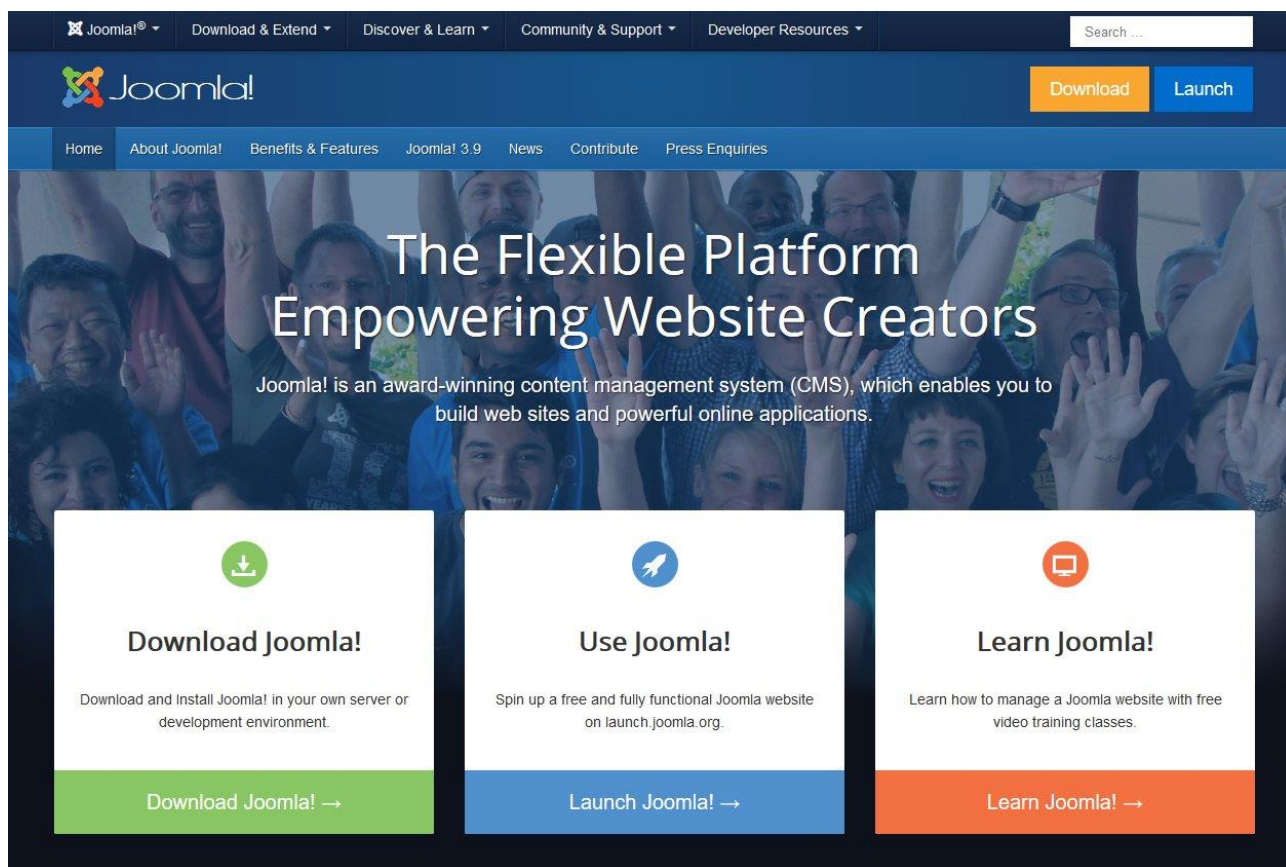 Joomla!® Download & Extend Discover & Learn Community & Support Developer Resources Search ...
Joomla! Download Launch
Home About Joomla! Benefits & Features Joomla! 3.9 News Contribute Press Enquiries
The Flexible Platform
Empowering Website Creators
Joomla! is an award-winning content management system (CMS), which enables you to
build web sites and powerful online applications.
Download Joomla!
Download and Install Joomla! in your own server or
development environment.
Download Joomla! →
Use Joomla!
Spin up a free and fully functional Joomla website
on launch.joomla.org.
Launch Joomla! →
Learn Joomla!
Learn how to manage a Joomla website with free
video training classes.
Learn Joomla! →